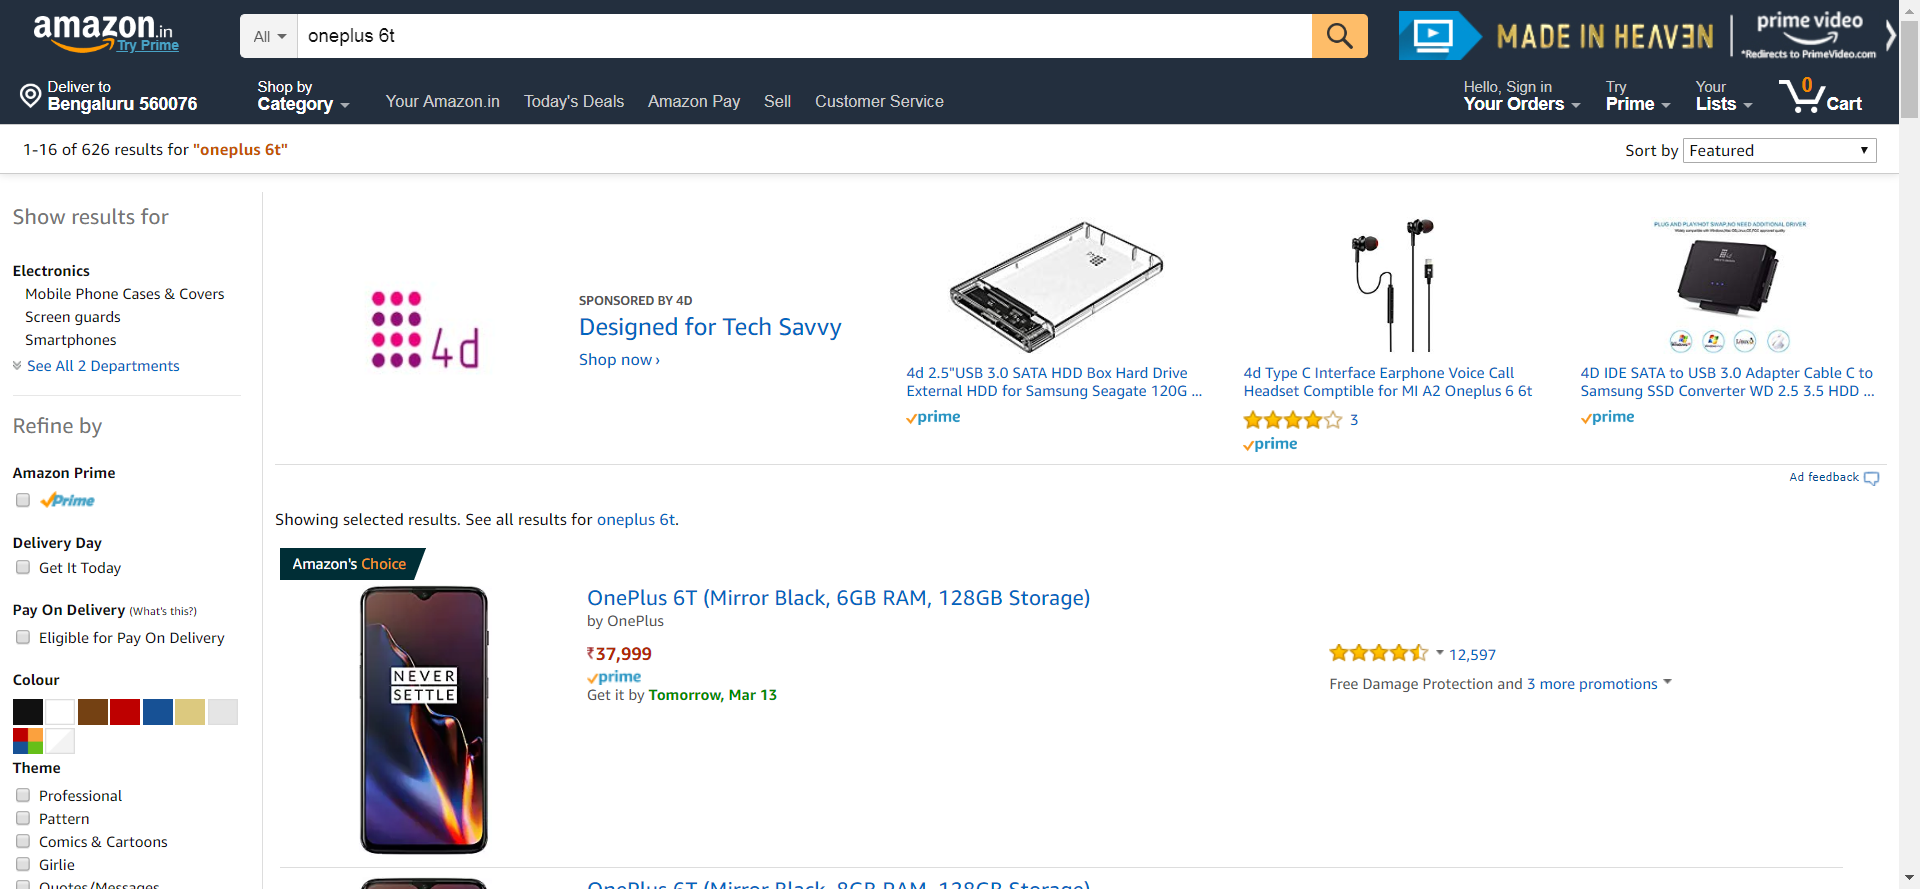 amazon.in
Try Prime
All
oneplus 6t
MADE IN HEAVEN
prime video
*Redirects to PrimeVideo.com
Deliver to
Bengaluru 560076
Shop by
Category
Your Amazon.in
Today's Deals
Amazon Pay
Sell
Customer Service
Hello, Sign in
Your Orders
Try
Prime
Your
Lists
0
Cart
1-16 of 626 results for "oneplus 6t"
Sort by
Featured
Show results for
Electronics
Mobile Phone Cases & Covers
Screen guards
Smartphones
See All 2 Departments
Refine by
Amazon Prime
Prime
Delivery Day
Get It Today
Pay On Delivery (What's this?)
Eligible for Pay On Delivery
Colour
Theme
Professional
Pattern
Comics & Cartoons
Girlie
Quotes/Messages
4d
SPONSORED BY 4D
Designed for Tech Savvy
Shop now ›
4d 2.5"USB 3.0 SATA HDD Box Hard Drive
External HDD for Samsung Seagate 120G ...
prime
4d Type C Interface Earphone Voice Call
Headset Comptible for MI A2 Oneplus 6 6t
3
prime
PLUG AND PLAY/HOT SWAP,NO NEED ADDITIONAL DRIVER
4D IDE SATA to USB 3.0 Adapter Cable C to
Samsung SSD Converter WD 2.5 3.5 HDD ...
prime
Ad feedback
Showing selected results. See all results for oneplus 6t.
Amazon's Choice
NEVER
SETTLE
OnePlus 6T (Mirror Black, 6GB RAM, 128GB Storage)
by OnePlus
₹37,999
prime
Get it by Tomorrow, Mar 13
12,597
Free Damage Protection and 3 more promotions
OnePlus 6T (Mirror Black, 8GB RAM, 128GB Storage)